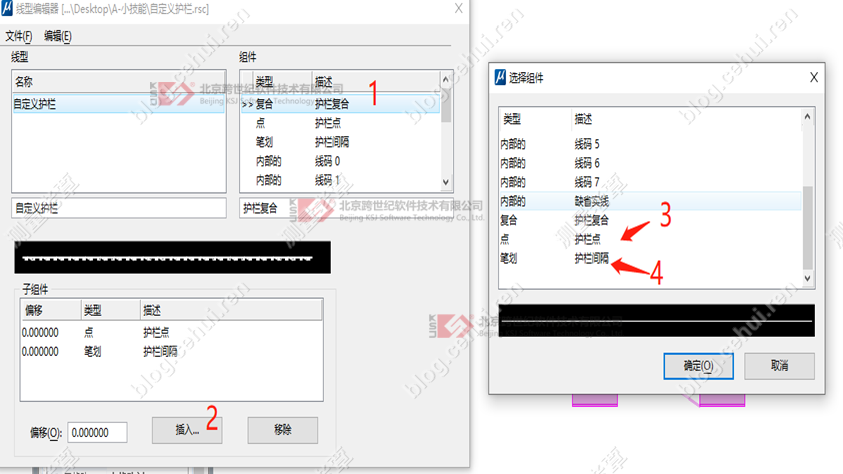 线型编辑器 [...\Desktop\A-小技能\自定义护栏.rsc]
文件(F) 编辑(E)
线型
名称
自定义护栏
自定义护栏
组件
类型 描述
>> 复合 护栏复合
点 护栏点
笔划 护栏间隔
内部的 线码 0
内部的 线码 1
护栏复合
1
子组件
偏移 类型 描述
0.000000 点 护栏点
0.000000 笔划 护栏间隔
偏移(O): 0.000000 插入... 移除
2
选择组件 X
类型 描述
内部的 线码 5
内部的 线码 6
内部的 线码 7
内部的 缺省实线
复合 护栏复合
点 护栏点
笔划 护栏间隔
3
4
确定(O) 取消
北京跨世纪软件技术有限公司
Beijing KSJ Software Technology Co., Ltd.
blog.cehui.ren